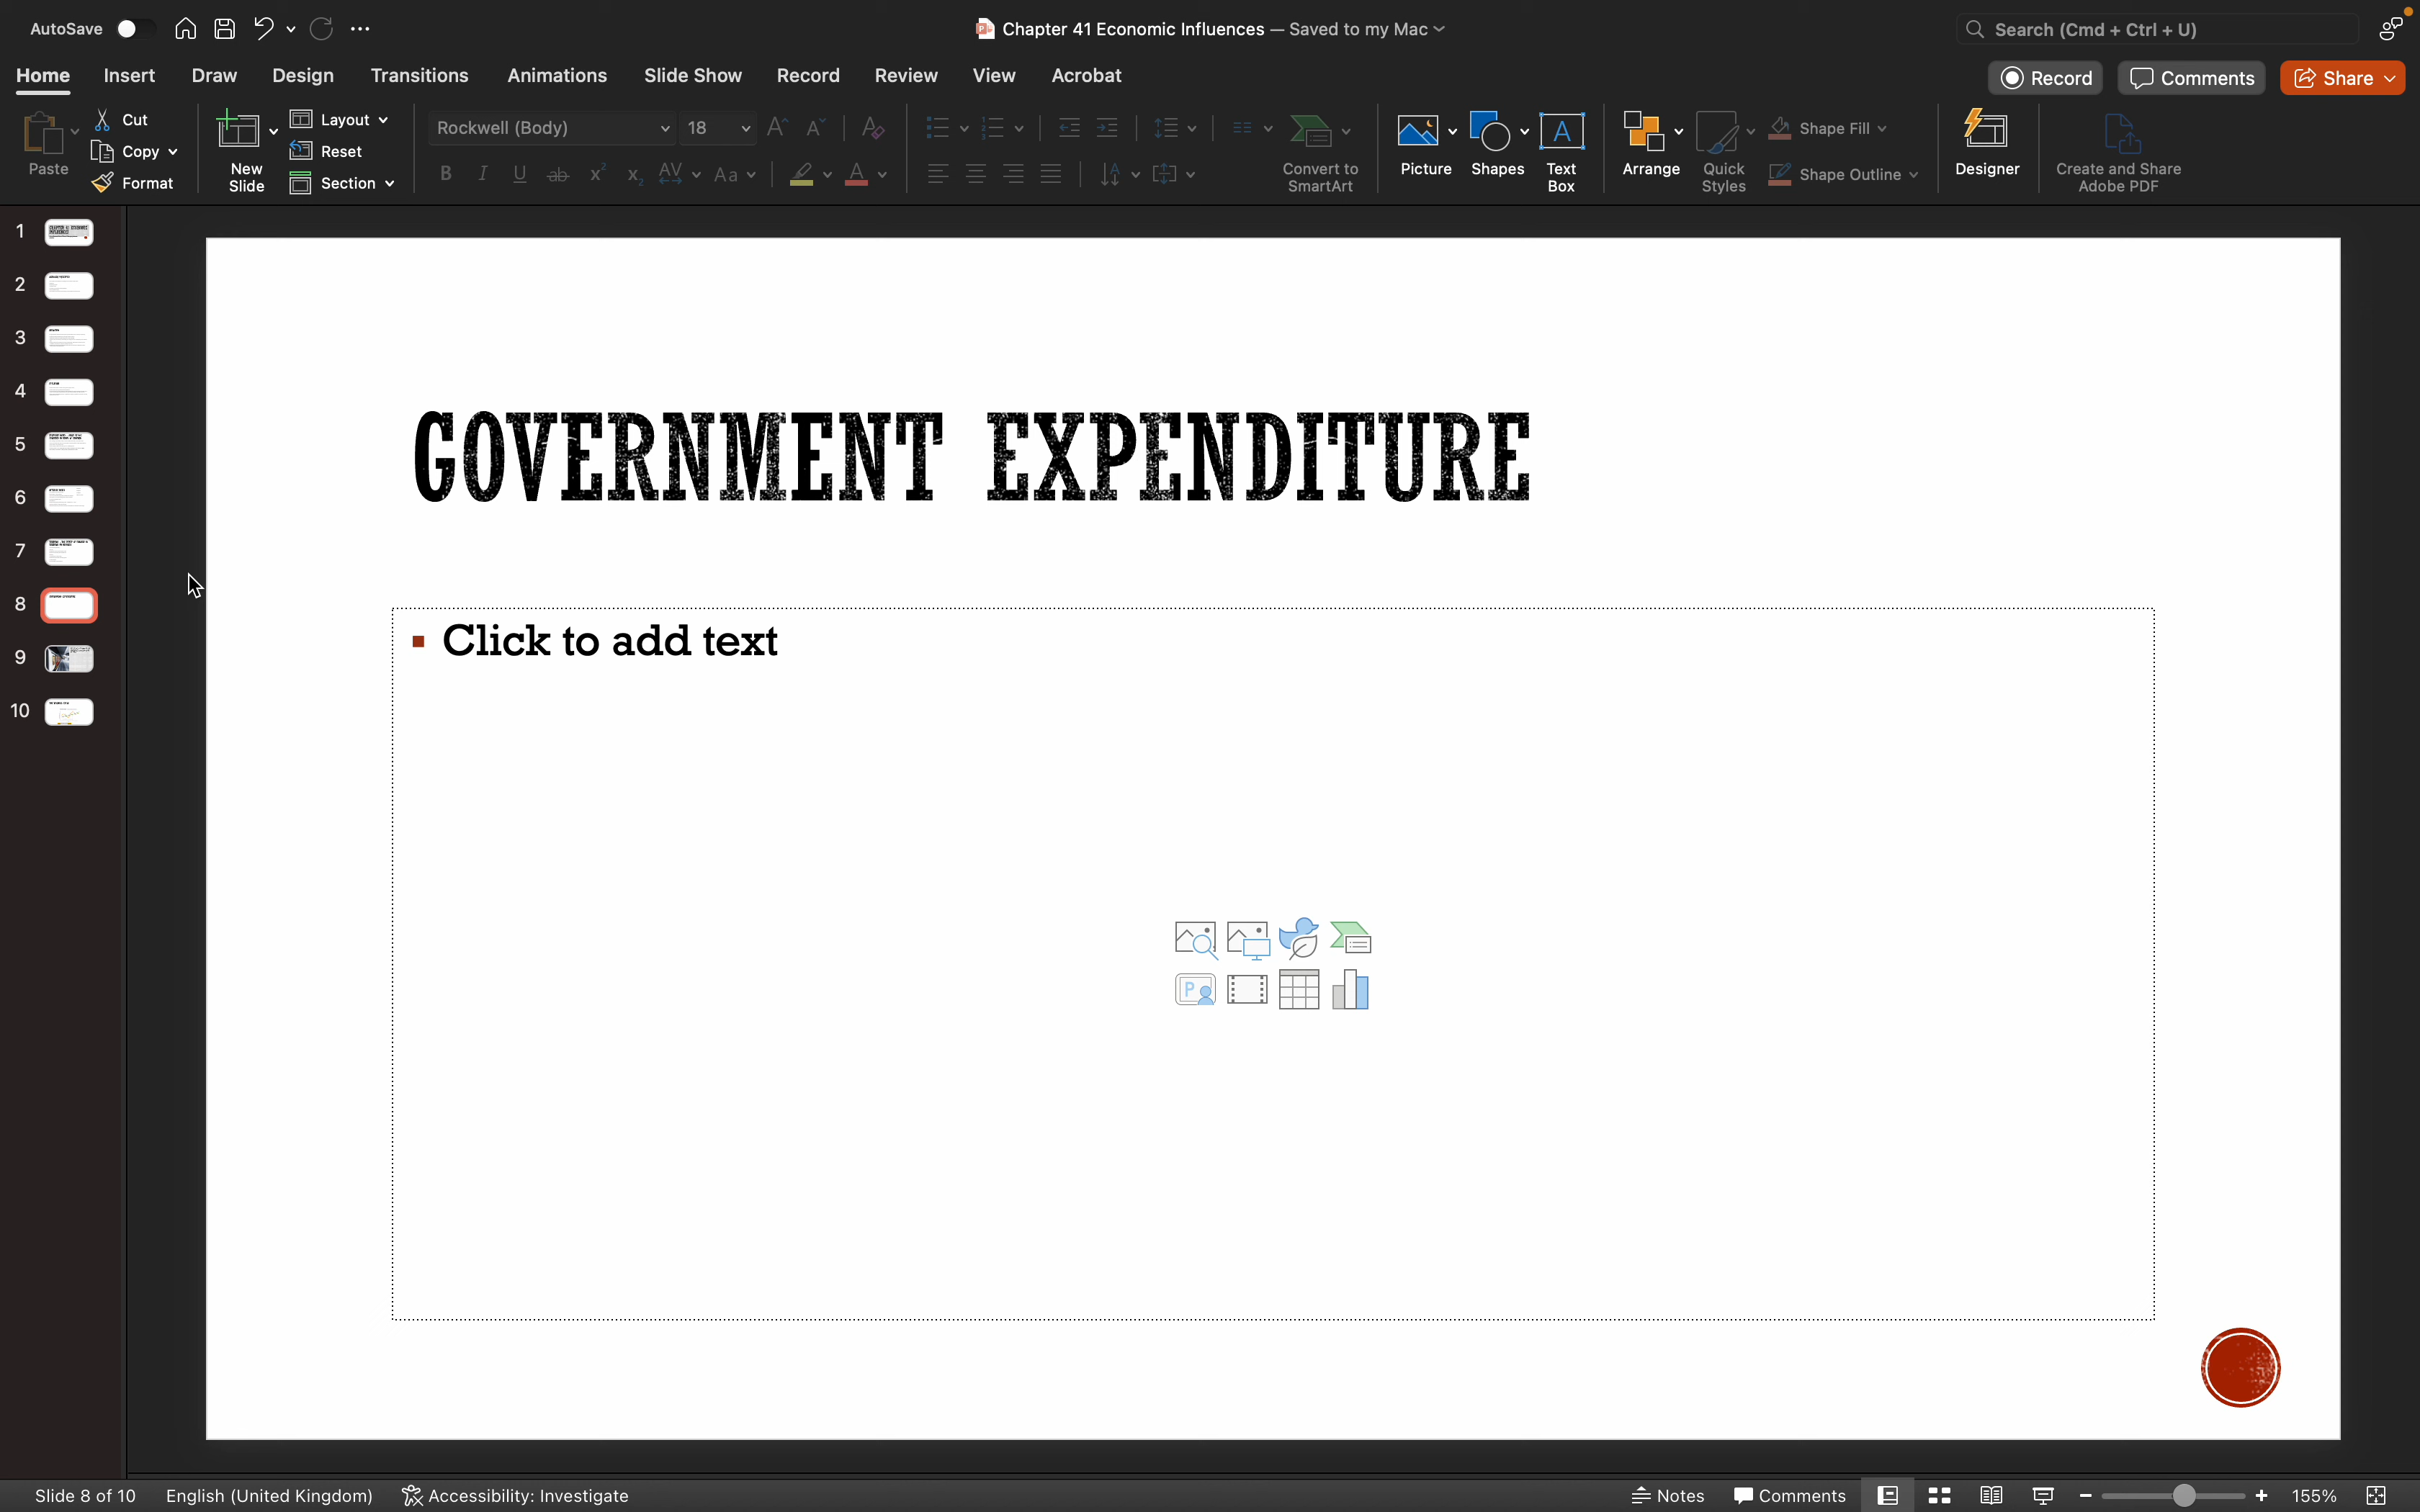 AutoSave
Chapter 41 Economic Influences — Saved to my Mac
Search (Cmd + Ctrl + U)
Home Insert Draw Design Transitions Animations Slide Show Record Review View Acrobat
Record Comments Share
Paste
Cut
Copy
Format
New
Slide
Layout
Reset
Section
Rockwell (Body) 18
Convert to
SmartArt
Picture
Shapes
Text
Box
Arrange
Quick
Styles
Shape Fill
Shape Outline
Designer
Create and Share
Adobe PDF
1
2
3
4
5
6
7
8
9
10
GOVERNMENT EXPENDITURE
Click to add text
Slide 8 of 10 English (United Kingdom) Accessibility: Investigate
Notes Comments 155%